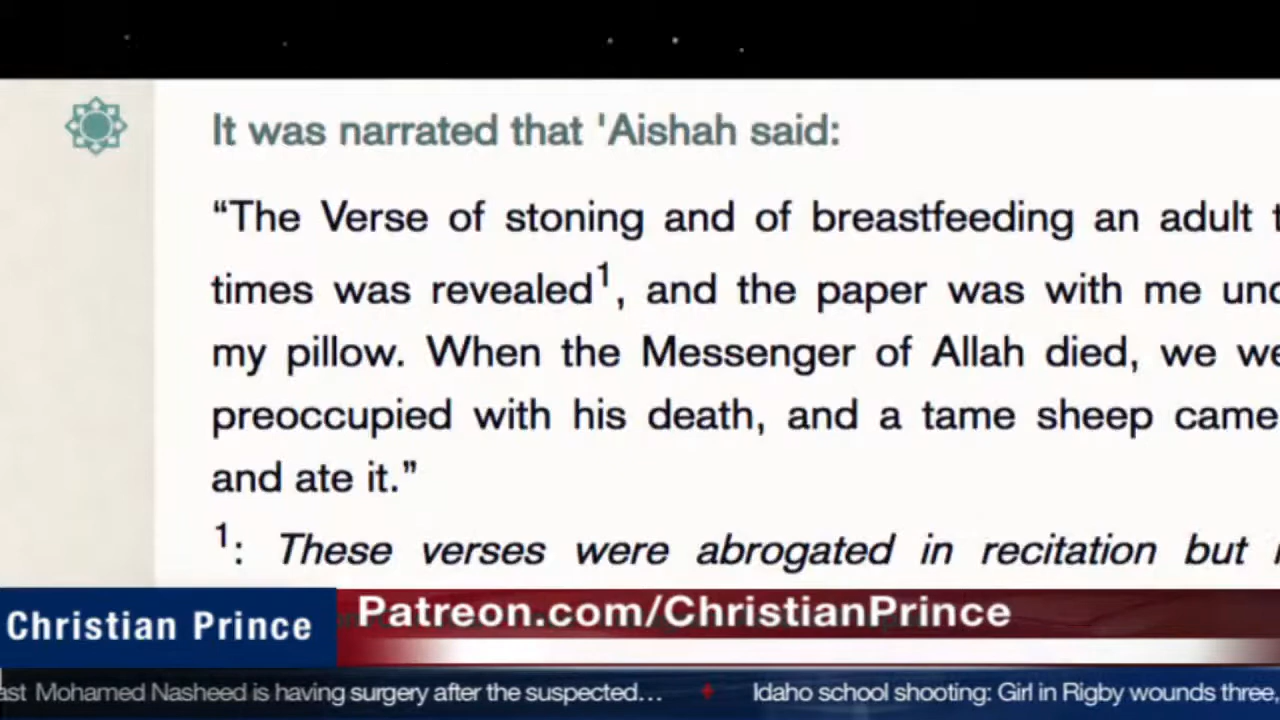 It was narrated that 'Aishah said:
“The Verse of stoning and of breastfeeding an adult
times was revealed¹, and the paper was with me
my pillow. When the Messenger of Allah died, we
preoccupied with his death, and a tame sheep came
and ate it.”
¹: These verses were abrogated in recitation but
Christian Prince
Patreon.com/ChristianPrince
Mohamed Nasheed is having surgery after the suspected... Idaho school shooting: Girl in Rigby wounds three